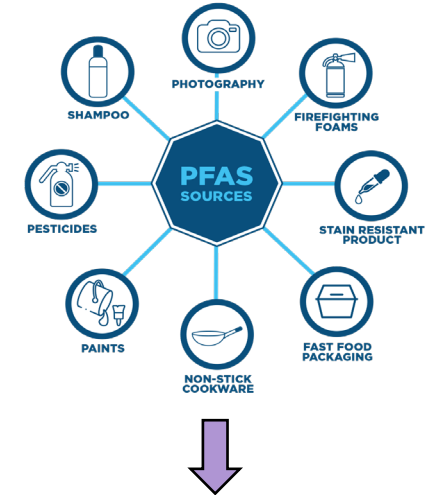 PHOTOGRAPHY
SHAMPOO
FIREFIGHTING
FOAMS
PFAS
SOURCES
PESTICIDES
STAIN RESISTANT
PRODUCT
PAINTS
FAST FOOD
PACKAGING
NON-STICK
COOKWARE